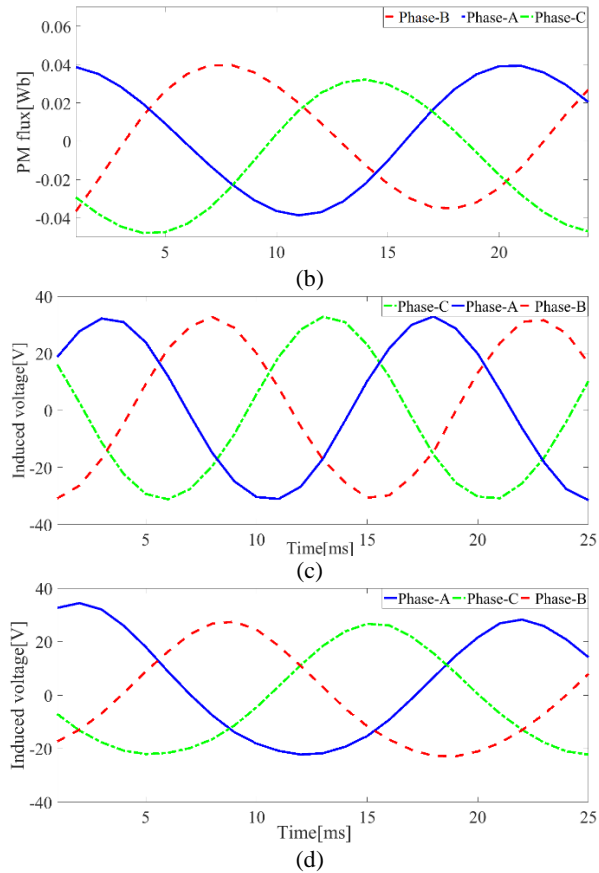 0.06
Phase-B Phase-A Phase-C
0.04
0.02
0
-0.02
-0.04
PM flux[Wb]
5 10 15 20
(b)
40
Phase-C Phase-A Phase-B
20
0
-20
-40
Induced voltage[V]
5 10 15 20 25
Time[ms]
(c)
40
Phase-A Phase-C Phase-B
20
0
-20
-40
Induced voltage[V]
5 10 15 20 25
Time[ms]
(d)